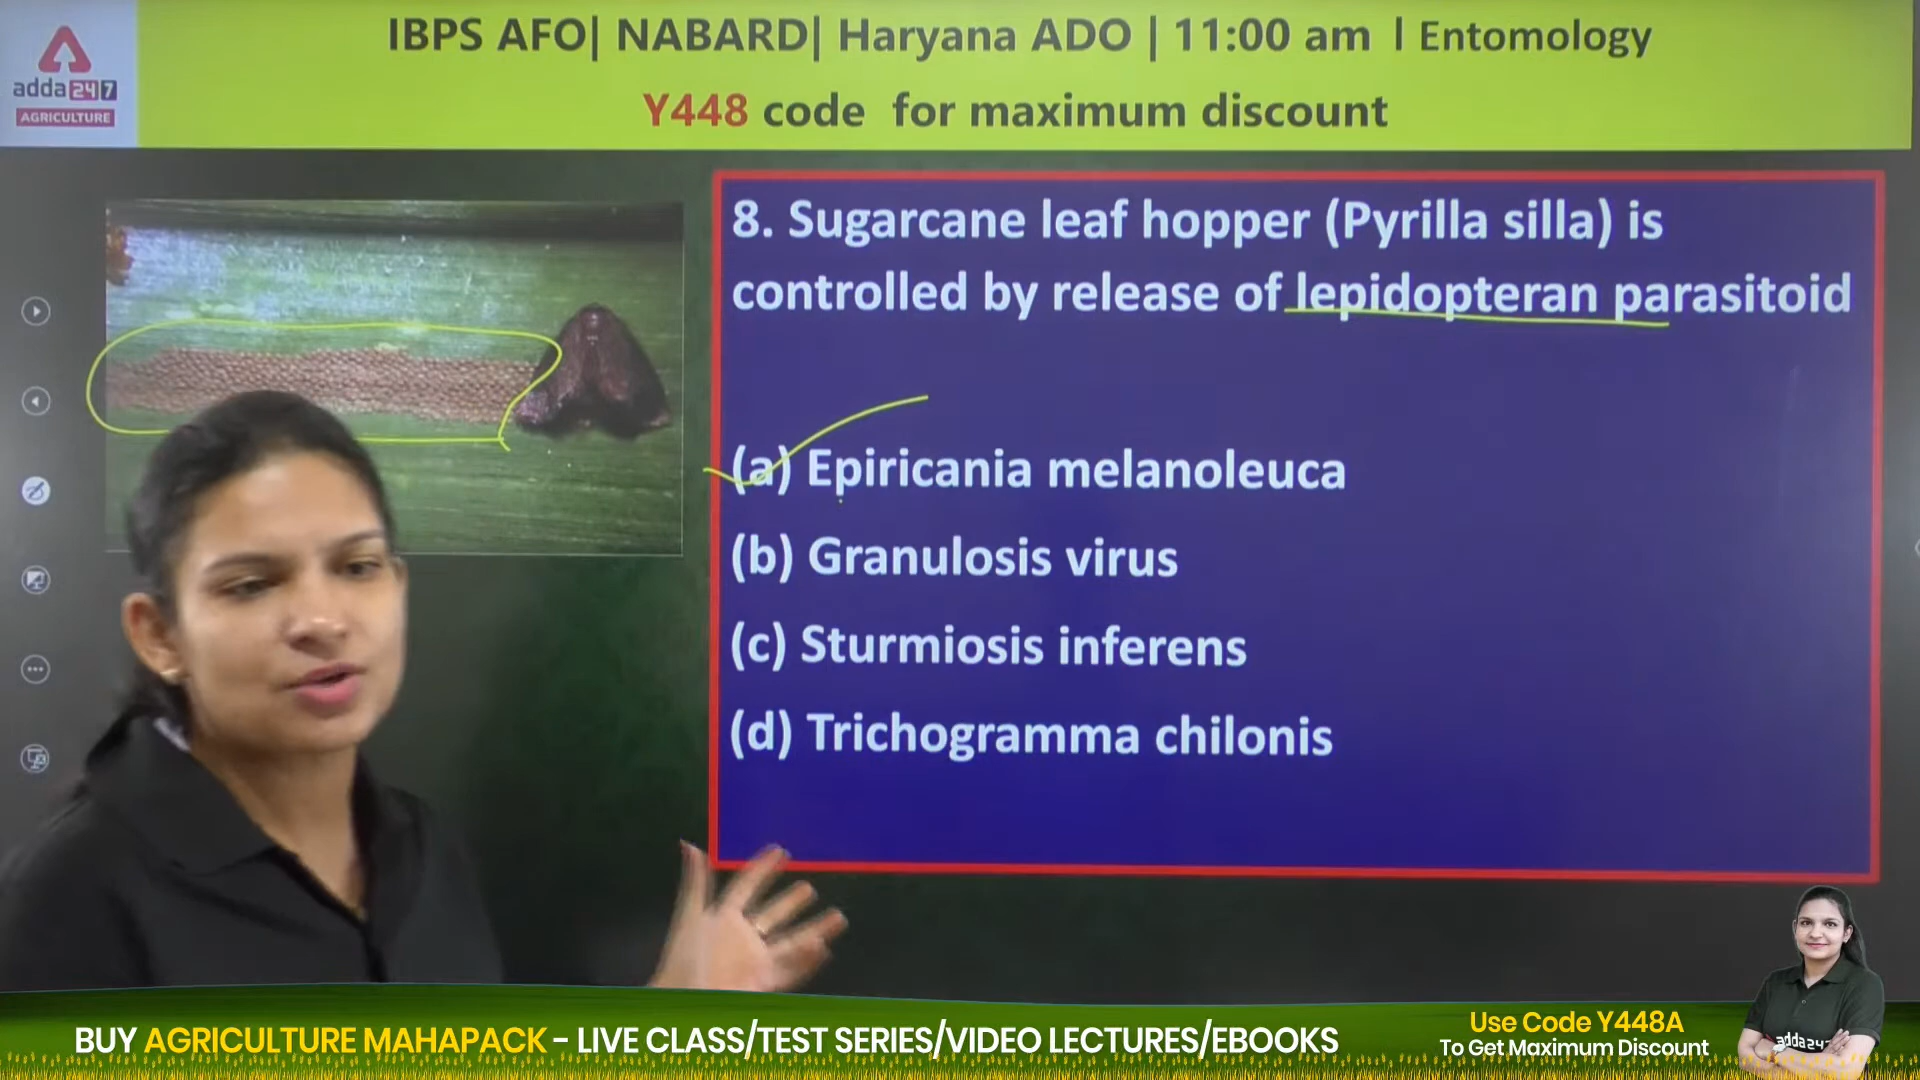 IBPS AFO| NABARD| Haryana ADO | 11:00 am l Entomology
Y448 code for maximum discount
adda247
AGRICULTURE
8. Sugarcane leaf hopper (Pyrilla silla) is
controlled by release of lepidopteran parasitoid
(a) Epiricania melanoleuca
(b) Granulosis virus
(c) Sturmiosis inferens
(d) Trichogramma chilonis
BUY AGRICULTURE MAHAPACK – LIVE CLASS/TEST SERIES/VIDEO LECTURES/EBOOKS
Use Code Y448A
To Get Maximum Discount
adda247